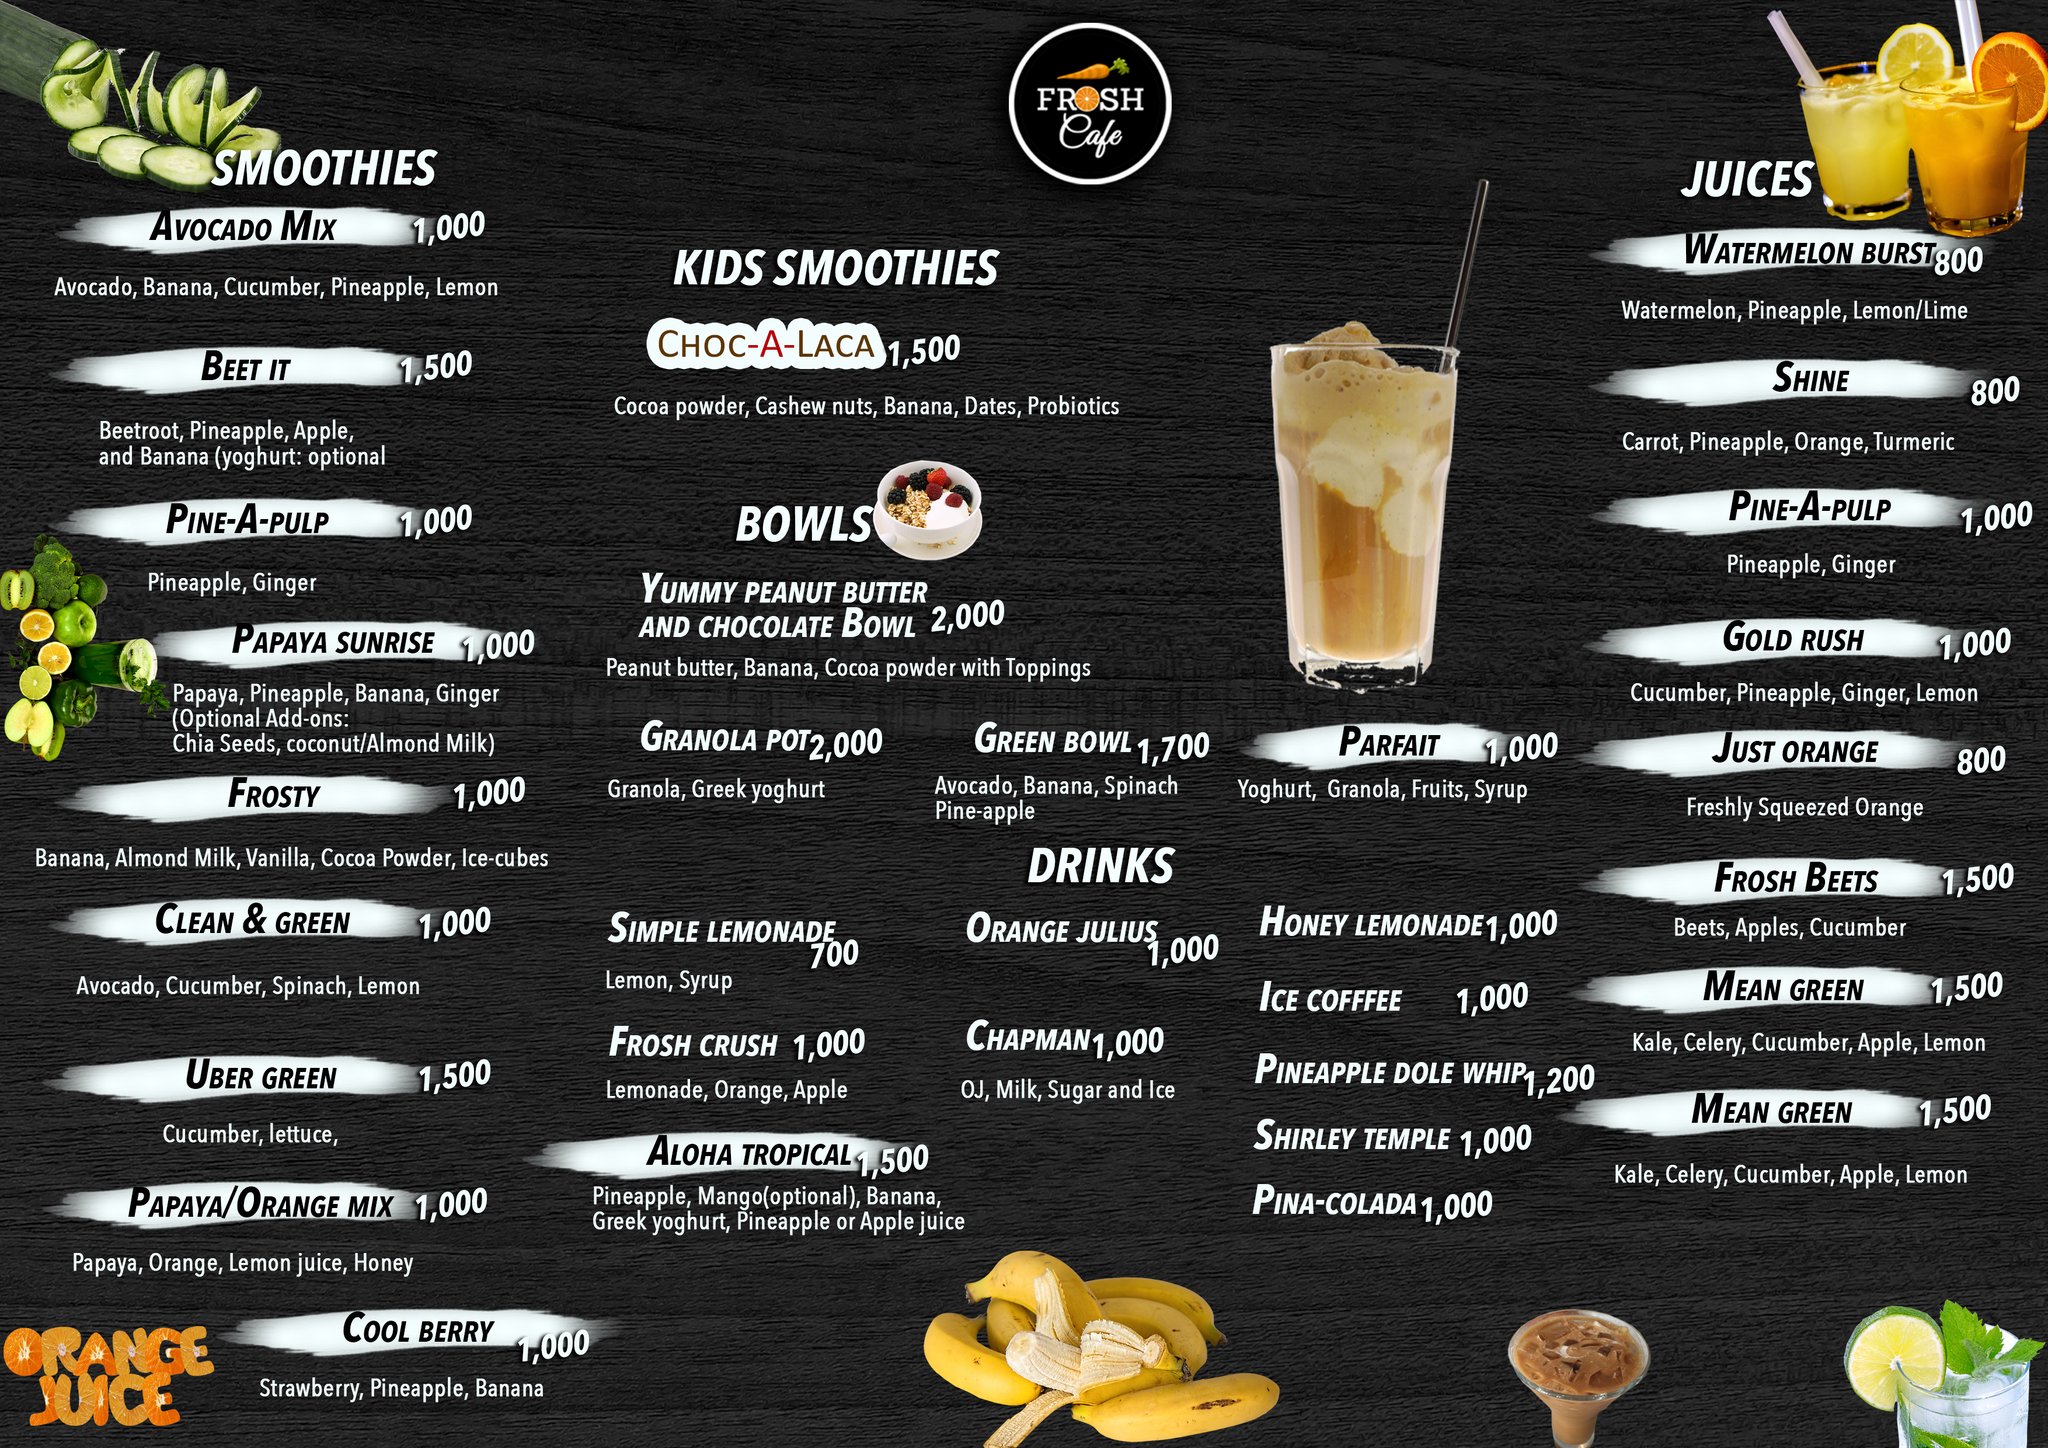 FROSH
Cafe
SMOOTHIES
AVOCADO MIX 1,000
Avocado, Banana, Cucumber, Pineapple, Lemon
BEET IT 1,500
Beetroot, Pineapple, Apple,
and Banana (yoghurt: optional
PINE-A-PULP 1,000
Pineapple, Ginger
PAPAYA SUNRISE 1,000
Papaya, Pineapple, Banana, Ginger
(Optional Add-ons:
Chia Seeds, coconut/Almond Milk)
FROSTY 1,000
Banana, Almond Milk, Vanilla, Cocoa Powder, Ice-cubes
CLEAN & GREEN 1,000
Avocado, Cucumber, Spinach, Lemon
UBER GREEN 1,500
Cucumber, lettuce,
PAPAYA/ORANGE MIX 1,000
Papaya, Orange, Lemon juice, Honey
COOL BERRY 1,000
Strawberry, Pineapple, Banana
ORANGE
JUICE
KIDS SMOOTHIES
CHOC-A-LACA 1,500
Cocoa powder, Cashew nuts, Banana, Dates, Probiotics
BOWLS
YUMMY PEANUT BUTTER
AND CHOCOLATE BOWL 2,000
Peanut butter, Banana, Cocoa powder with Toppings
GRANOLA POT 2,000
Granola, Greek yoghurt
GREEN BOWL 1,700
Avocado, Banana, Spinach
Pine-apple
PARFAIT 1,000
Yoghurt, Granola, Fruits, Syrup
DRINKS
SIMPLE LEMONADE
700
Lemon, Syrup
FROSH CRUSH 1,000
Lemonade, Orange, Apple
ALOHA TROPICAL 1,500
Pineapple, Mango(optional), Banana,
Greek yoghurt, Pineapple or Apple juice
ORANGE JULIUS
1,000
CHAPMAN 1,000
OJ, Milk, Sugar and Ice
HONEY LEMONADE 1,000
ICE COFFFEE 1,000
PINEAPPLE DOLE WHIP 1,200
SHIRLEY TEMPLE 1,000
PINA-COLADA 1,000
JUICES
WATERMELON BURST 800
Watermelon, Pineapple, Lemon/Lime
SHINE 800
Carrot, Pineapple, Orange, Turmeric
PINE-A-PULP 1,000
Pineapple, Ginger
GOLD RUSH 1,000
Cucumber, Pineapple, Ginger, Lemon
JUST ORANGE 800
Freshly Squeezed Orange
FROSH BEETS 1,500
Beets, Apples, Cucumber
MEAN GREEN 1,500
Kale, Celery, Cucumber, Apple, Lemon
MEAN GREEN 1,500
Kale, Celery, Cucumber, Apple, Lemon